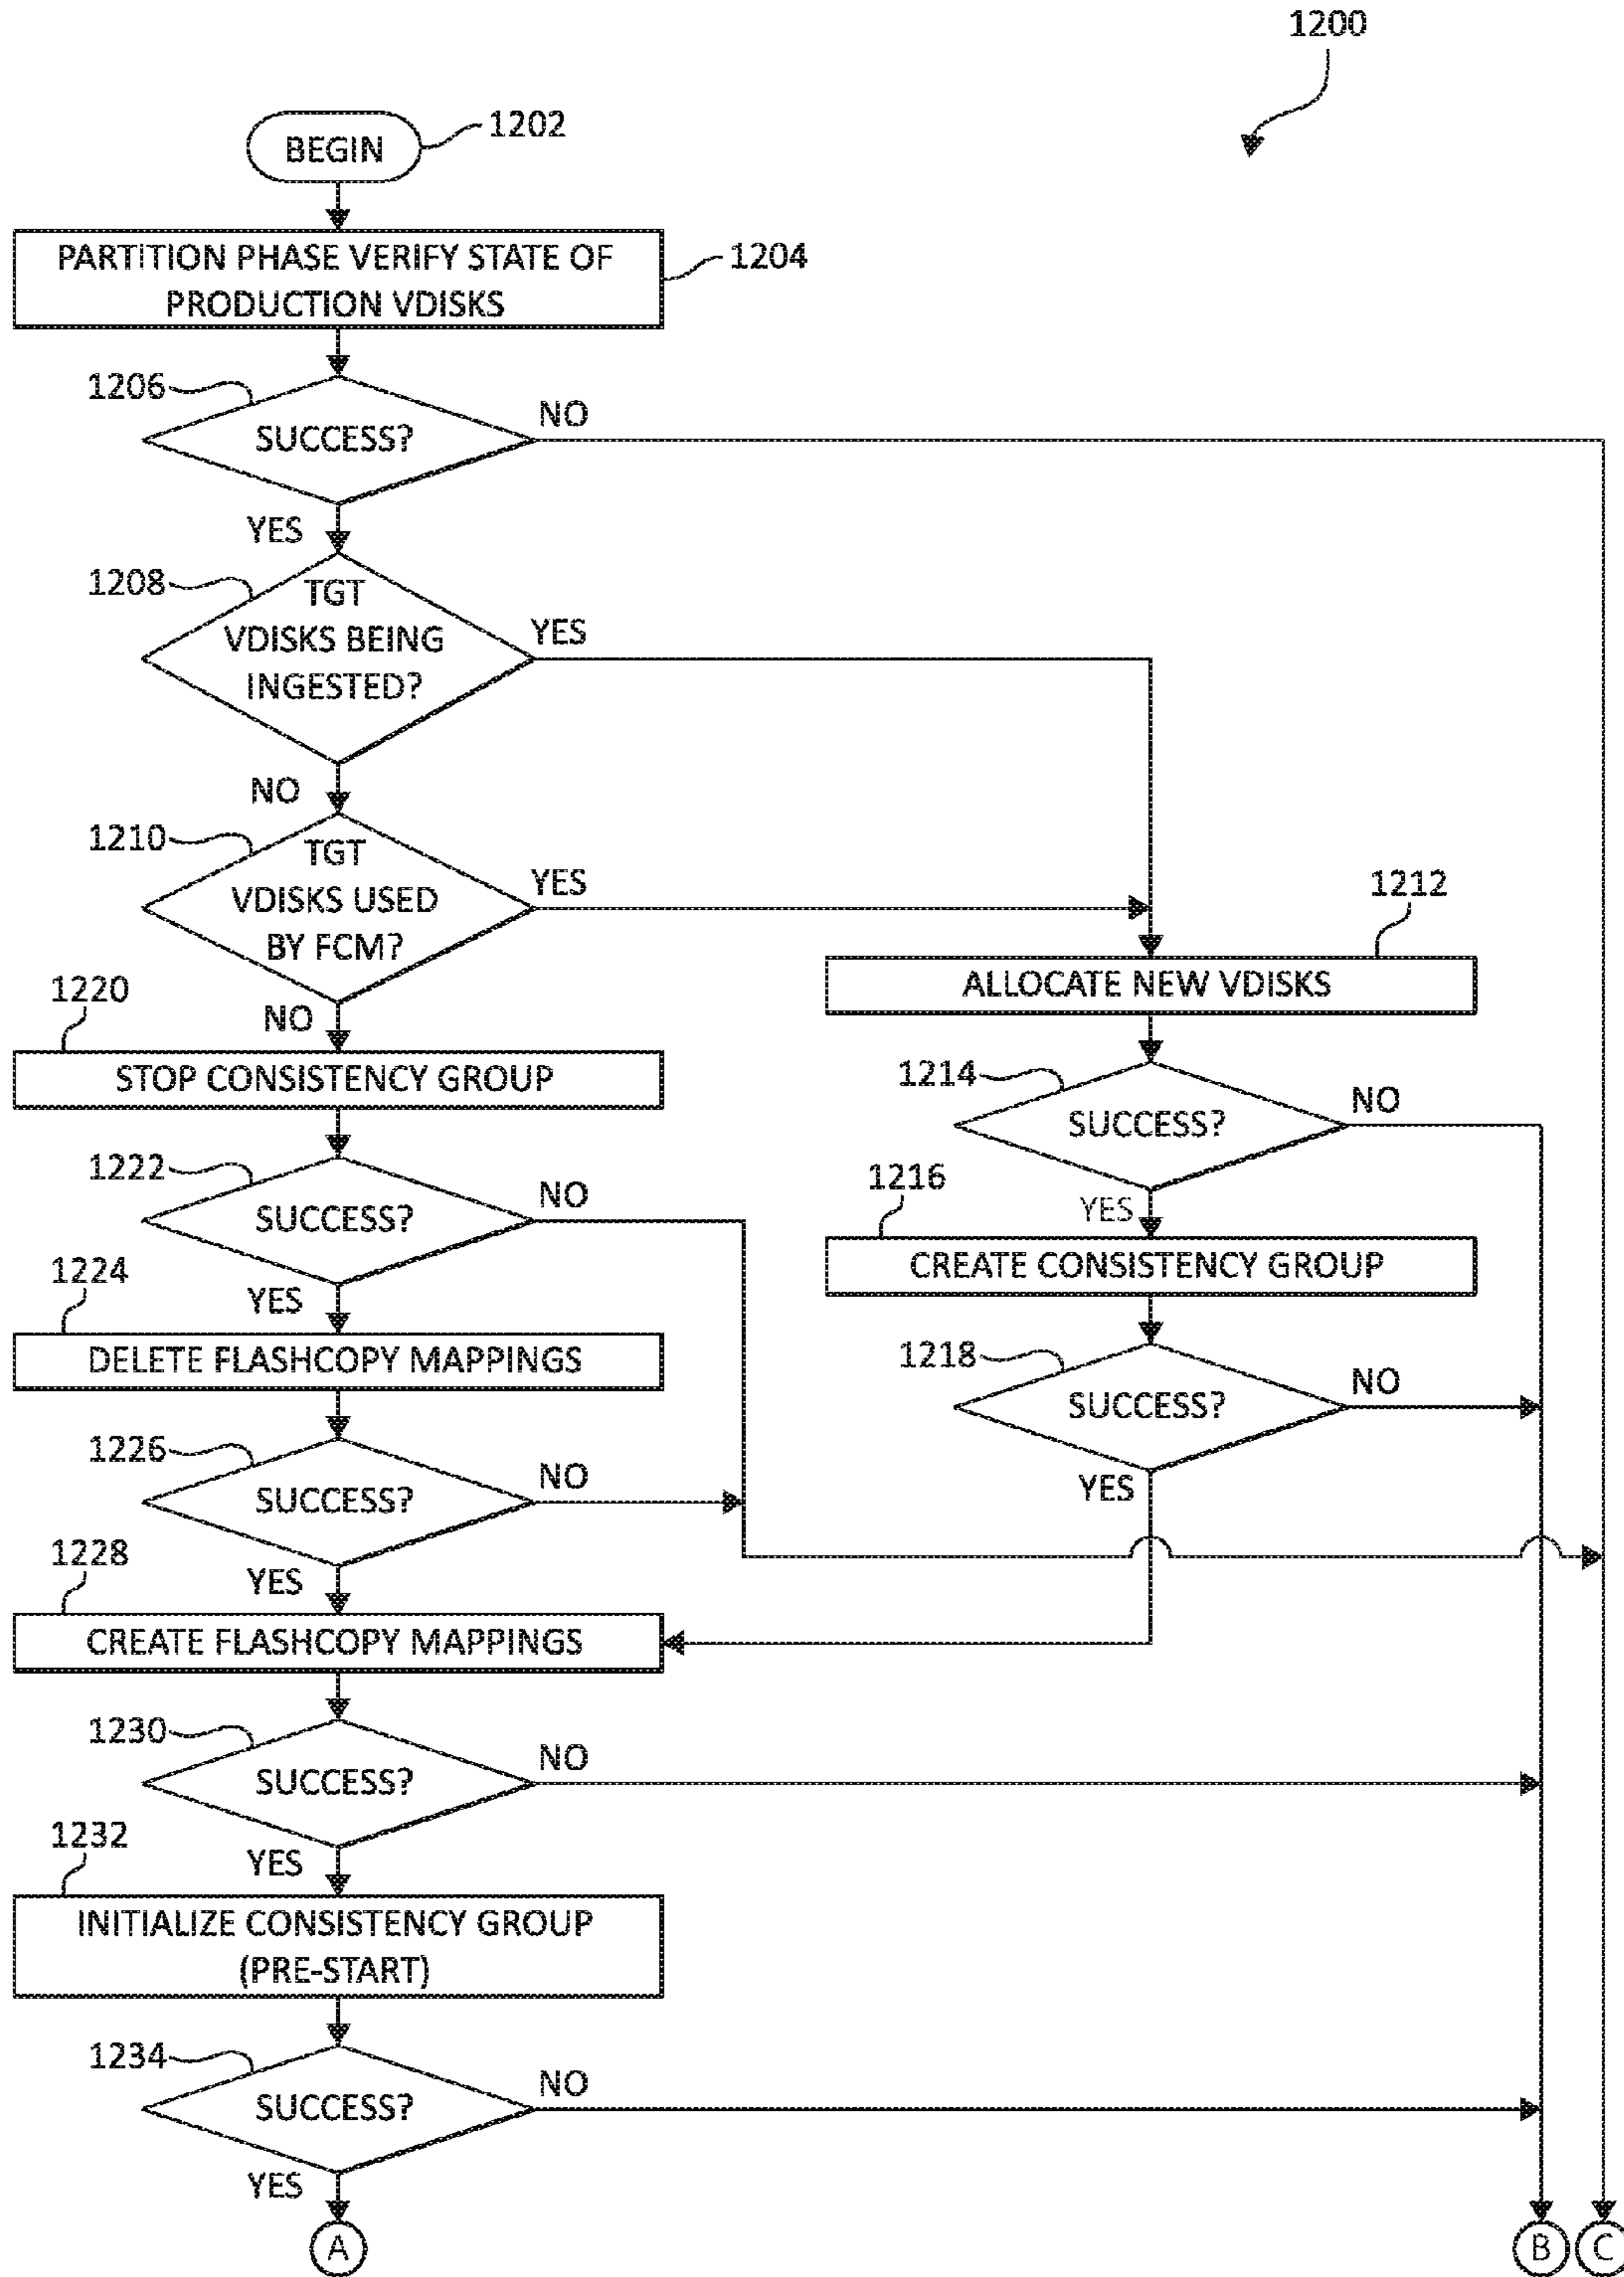 1200
BEGIN
1202
PARTITION PHASE VERIFY STATE OF
PRODUCTION VDISKS
1204
1206
SUCCESS?
NO
YES
1208
TGT
VDISKS BEING
INGESTED?
YES
NO
1210
TGT
VDISKS USED
BY FCM?
YES
NO
1212
ALLOCATE NEW VDISKS
1214
SUCCESS?
NO
YES
1216
CREATE CONSISTENCY GROUP
1218
SUCCESS?
NO
YES
1220
STOP CONSISTENCY GROUP
1222
SUCCESS?
NO
YES
1224
DELETE FLASHCOPY MAPPINGS
1226
SUCCESS?
NO
YES
1228
CREATE FLASHCOPY MAPPINGS
1230
SUCCESS?
NO
YES
1232
INITIALIZE CONSISTENCY GROUP
(PRE-START)
1234
SUCCESS?
NO
YES
A
B
C